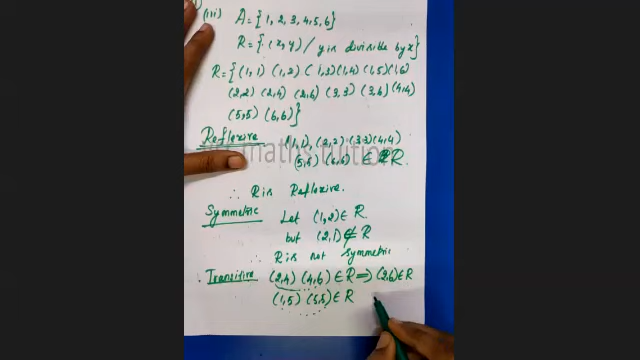 (iii) A = {1, 2, 3, 4, 5, 6}
R = {(x, y) / y is divisible by x}
R = {(1, 1) (1, 2) (1, 3) (1, 4) (1, 5) (1, 6)
(2, 2) (2, 4) (2, 6) (3, 3) (3, 6) (4, 4)
(5, 5) (6, 6)}
Reflexive (1, 1), (2, 2) (3 3) (4, 4)
(5, 5) (6, 6) ∈ R.
maths tuition
∴ R is Reflexive.
Symmetric Let (1, 2) ∈ R
but (2, 1) ∉ R
∴ R is not symmetric
Transitive (2, 4) (4, 6) ∈ R ⟹ (2, 6) ∈ R
(1, 5) (5, 5) ∈ R